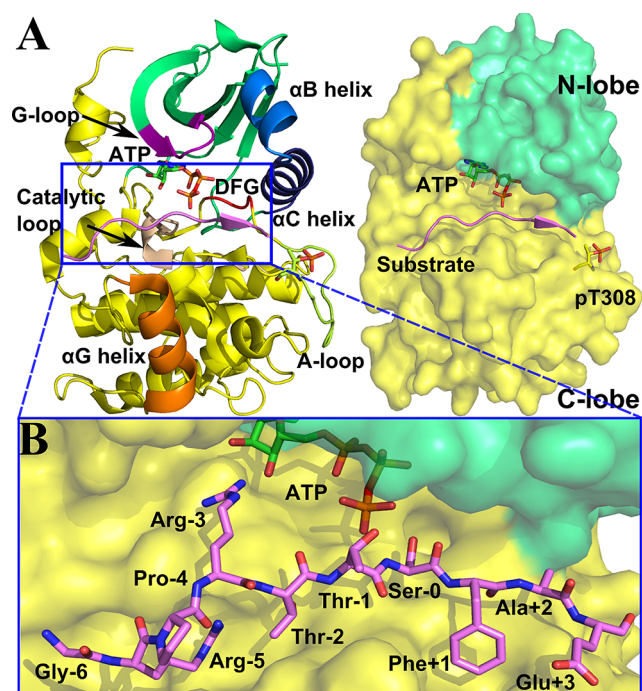 A
αB helix
N-lobe
G-loop
ATP
DFG
ATP
Catalytic
loop
αC helix
Substrate
pT308
αG helix
A-loop
C-lobe
B
ATP
Arg-3
Pro-4
Thr-1
Ser-0
Ala+2
Thr-2
Arg-5
Phe+1
Gly-6
Glu+3